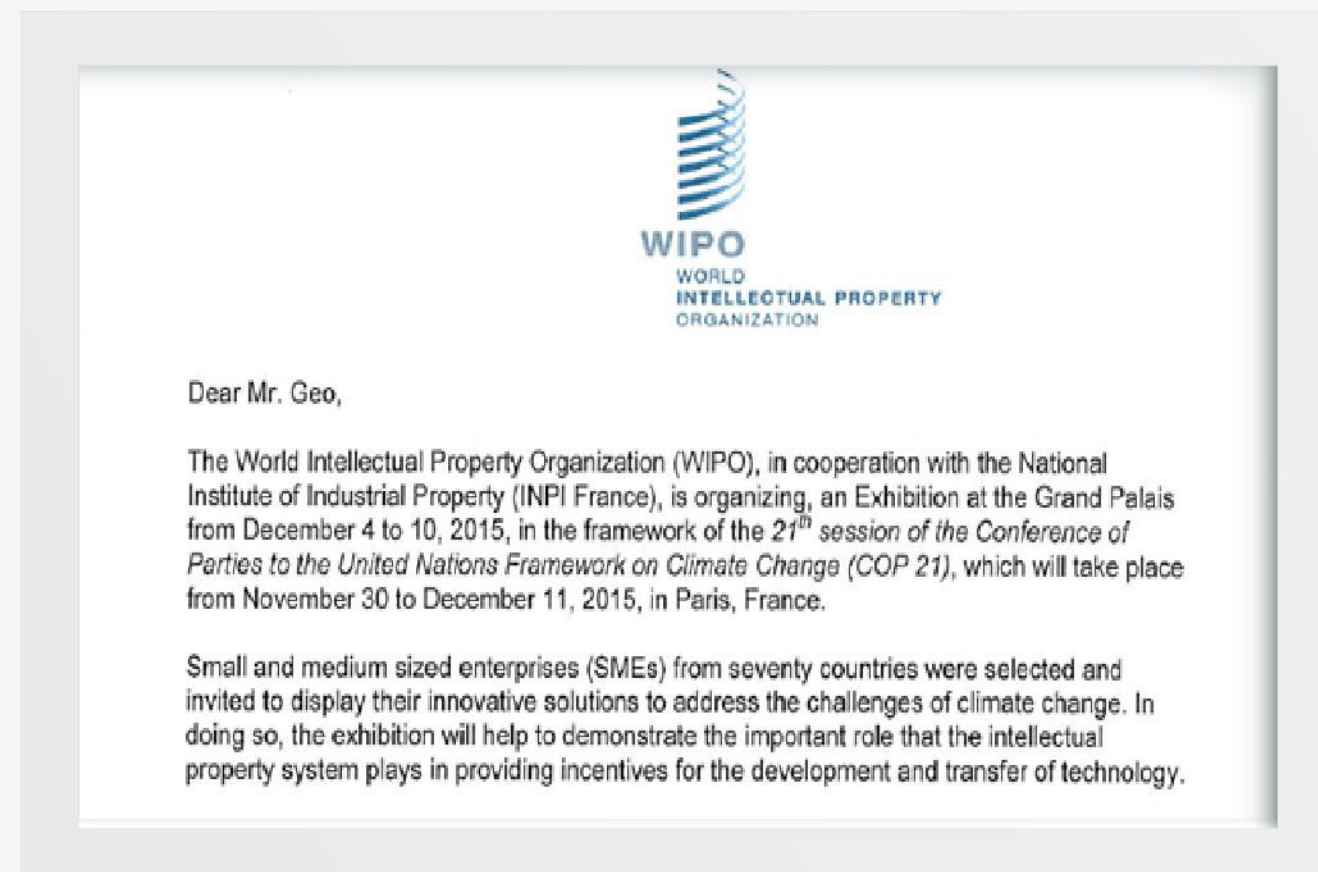 WIPO
WORLD
INTELLECTUAL PROPERTY
ORGANIZATION
Dear Mr. Geo,
The World Intellectual Property Organization (WIPO), in cooperation with the National
Institute of Industrial Property (INPI France), is organizing, an Exhibition at the Grand Palais
from December 4 to 10, 2015, in the framework of the 21th session of the Conference of
Parties to the United Nations Framework on Climate Change (COP 21), which will take place
from November 30 to December 11, 2015, in Paris, France.
Small and medium sized enterprises (SMEs) from seventy countries were selected and
invited to display their innovative solutions to address the challenges of climate change. In
doing so, the exhibition will help to demonstrate the important role that the intellectual
property system plays in providing incentives for the development and transfer of technology.